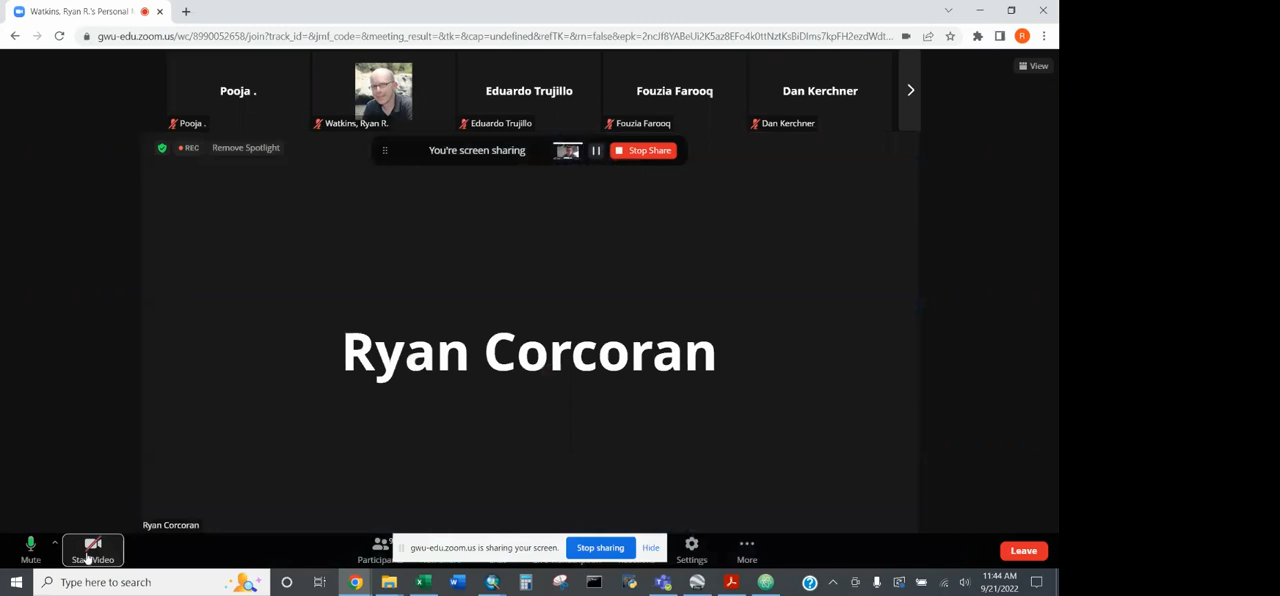 Watkins, Ryan R.'s Personal
gwu-edu.zoom.us/wc/8990052658/join?track_id=&jmf_code=&meeting_result=&tk=&cap=undefined&refTK=&rn=false&epk=2ncJf8YABeUi2K5az8EFo4k0ttNztKsBiDlms7kpFH2ezdWdt...
R
View
Pooja .
Eduardo Trujillo
Fouzia Farooq
Dan Kerchner
Pooja .
Watkins, Ryan R.
Eduardo Trujillo
Fouzia Farooq
Dan Kerchner
REC
Remove Spotlight
You're screen sharing
Stop Share
Ryan Corcoran
Ryan Corcoran
Mute
Start Video
gwu-edu.zoom.us is sharing your screen.
Stop sharing
Hide
Settings
More
Leave
Type here to search
11:44 AM
9/21/2022